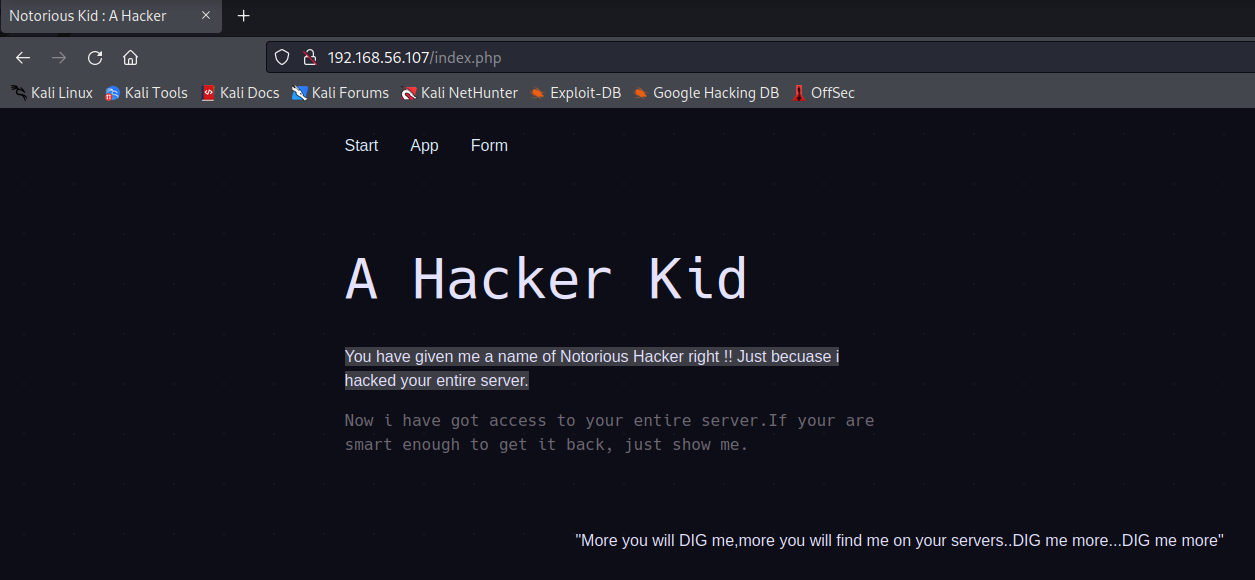 Notorious Kid : A Hacker
192.168.56.107/index.php
Kali Linux Kali Tools Kali Docs Kali Forums Kali NetHunter Exploit-DB Google Hacking DB OffSec
Start App Form
A Hacker Kid
You have given me a name of Notorious Hacker right !! Just becuase i
hacked your entire server.
Now i have got access to your entire server.If your are
smart enough to get it back, just show me.
"More you will DIG me,more you will find me on your servers..DIG me more...DIG me more"